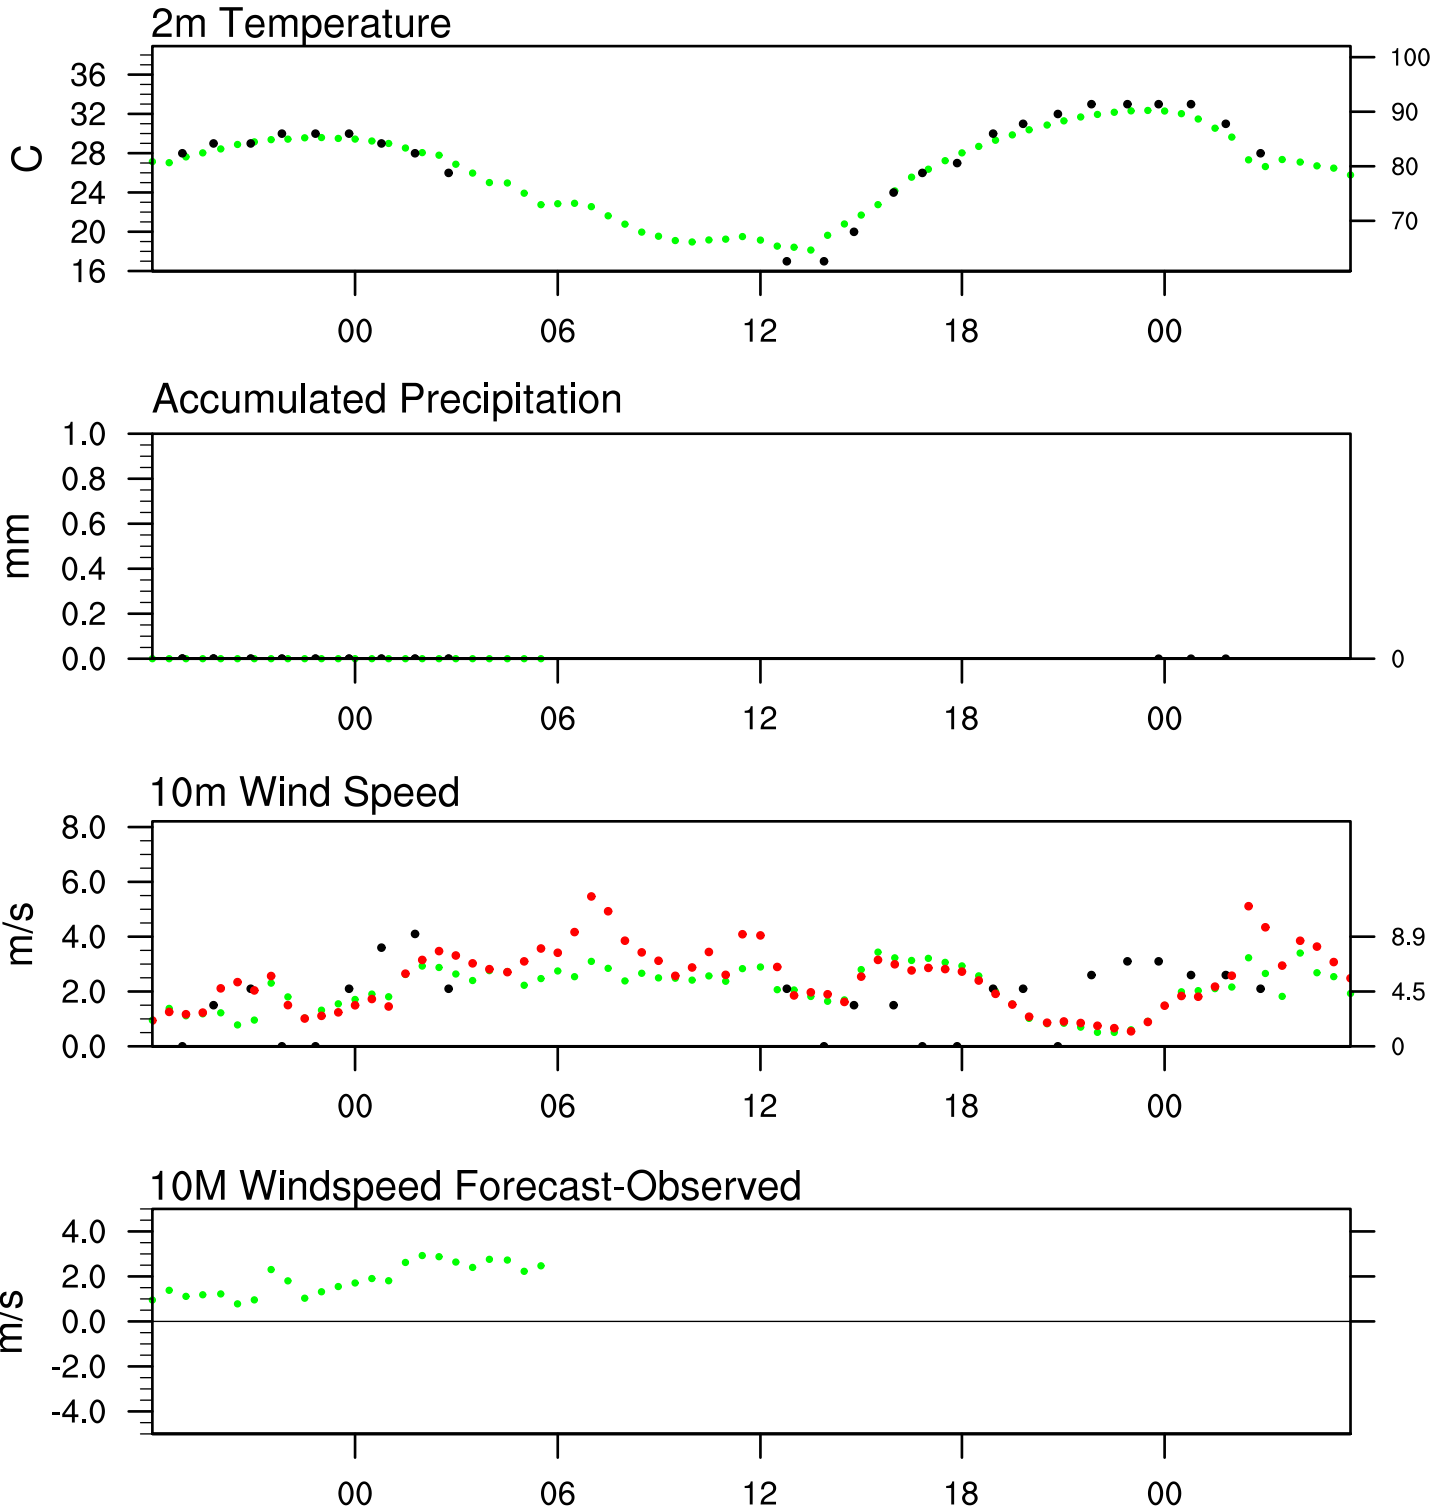 2m Temperature
36
32
28
24
20
16
C
100
90
80
70
00 06 12 18 00
Accumulated Precipitation
1.0
0.8
0.6
0.4
0.2
0.0
mm
0
00 06 12 18 00
10m Wind Speed
8.0
6.0
4.0
2.0
0.0
m/s
8.9
4.5
0
00 06 12 18 00
10M Windspeed Forecast-Observed
4.0
2.0
0.0
-2.0
-4.0
m/s
00 06 12 18 00